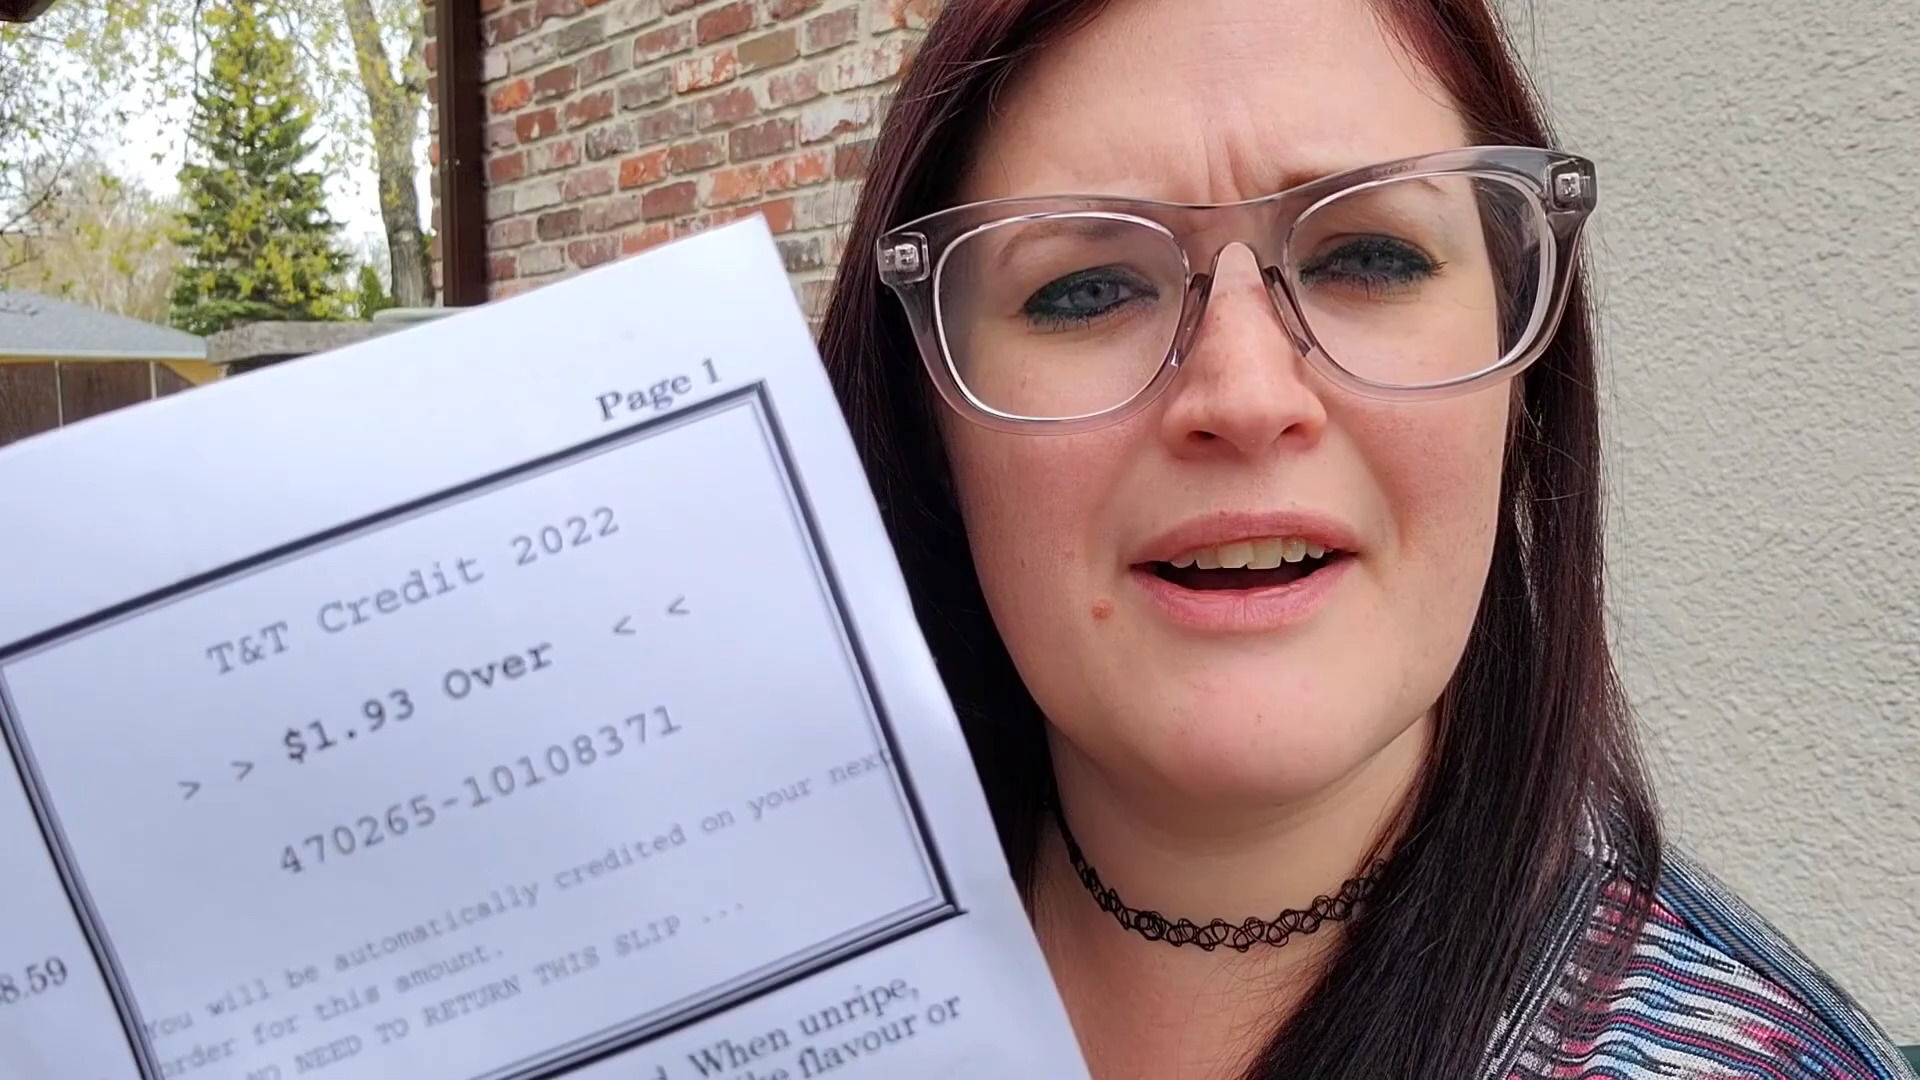 Page 1
T&T Credit 2022
> > $1.93 Over < <
470265-10108371
You will be automatically credited on your next
order for this amount.
NO NEED TO RETURN THIS SLIP ...
8.59
When unripe,
flavour or